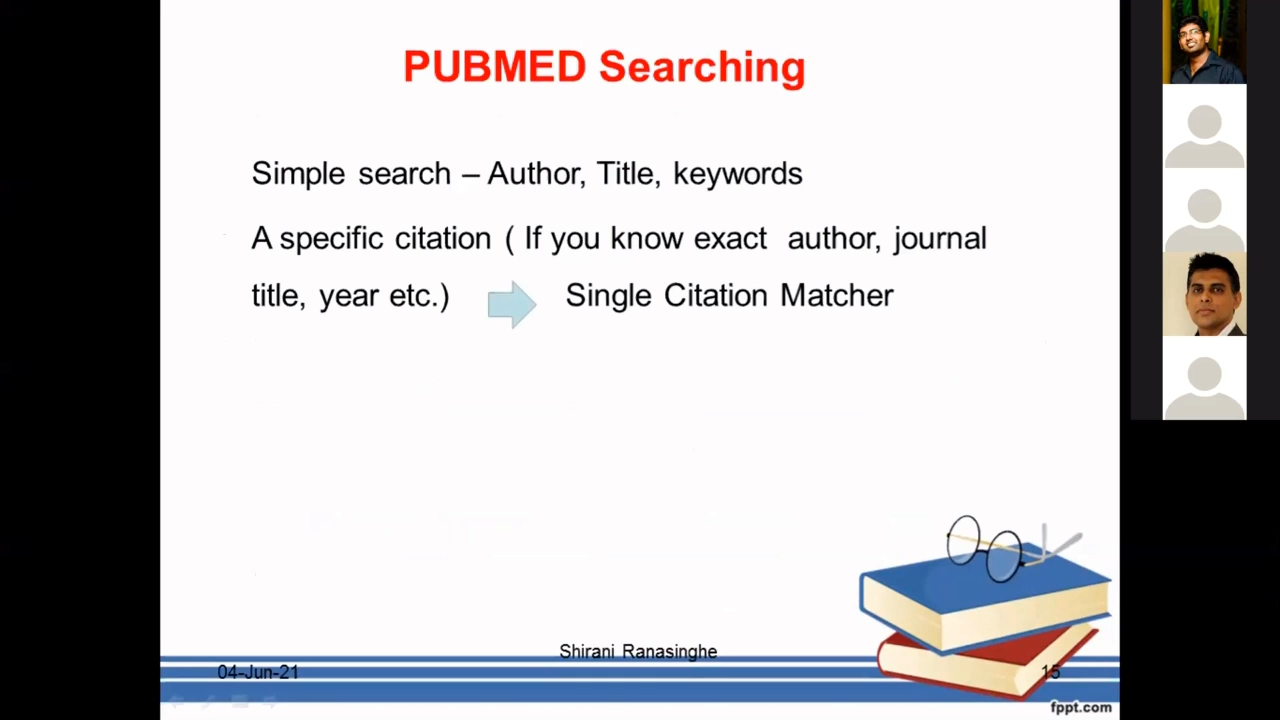 PUBMED Searching
Simple search – Author, Title, keywords
A specific citation ( If you know exact author, journal
title, year etc.) Single Citation Matcher
Shirani Ranasinghe
04-Jun-21
15
fppt.com